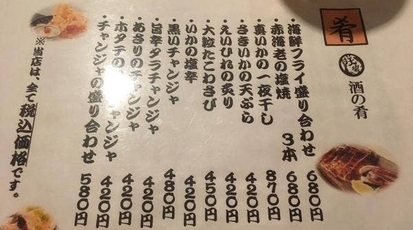 肴
酒の肴
・海鮮フライ盛り合わせ 680円
・赤海老の塩焼 3本 680円
・真いかの一夜干し 870円
・さきいかの天ぷら 420円
・えいひれの炙り 420円
・大粒たこわさび 450円
・いかの塩辛 420円
・黒いチャンジャ 480円
・旨辛タラチャンジャ 420円
・あさりのチャンジャ 420円
・ホタテのチャンジャ 420円
・チャンジャの盛り合わせ 580円
※当店は、全て税込価格です。